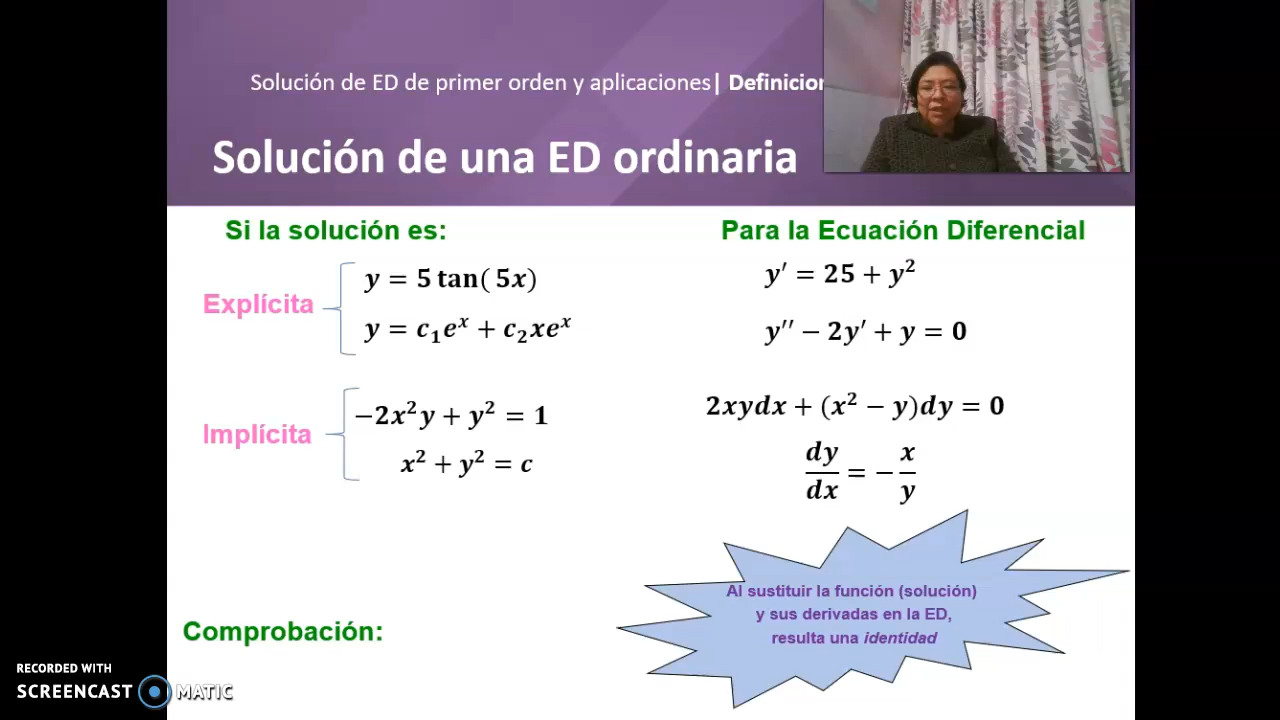 Solución de ED de primer orden y aplicaciones| Definicion
Solución de una ED ordinaria
Si la solución es:
Para la Ecuación Diferencial
Explícita
y = 5 tan( 5x)
y′ = 25 + y²
y = c₁eˣ + c₂xeˣ
y′′ − 2y′ + y = 0
Implícita
−2x²y + y² = 1
2xydx + (x² − y)dy = 0
x² + y² = c
dy/dx = − x/y
Al sustituir la función (solución)
y sus derivadas en la ED,
resulta una identidad
Comprobación:
RECORDED WITH
SCREENCAST MATIC